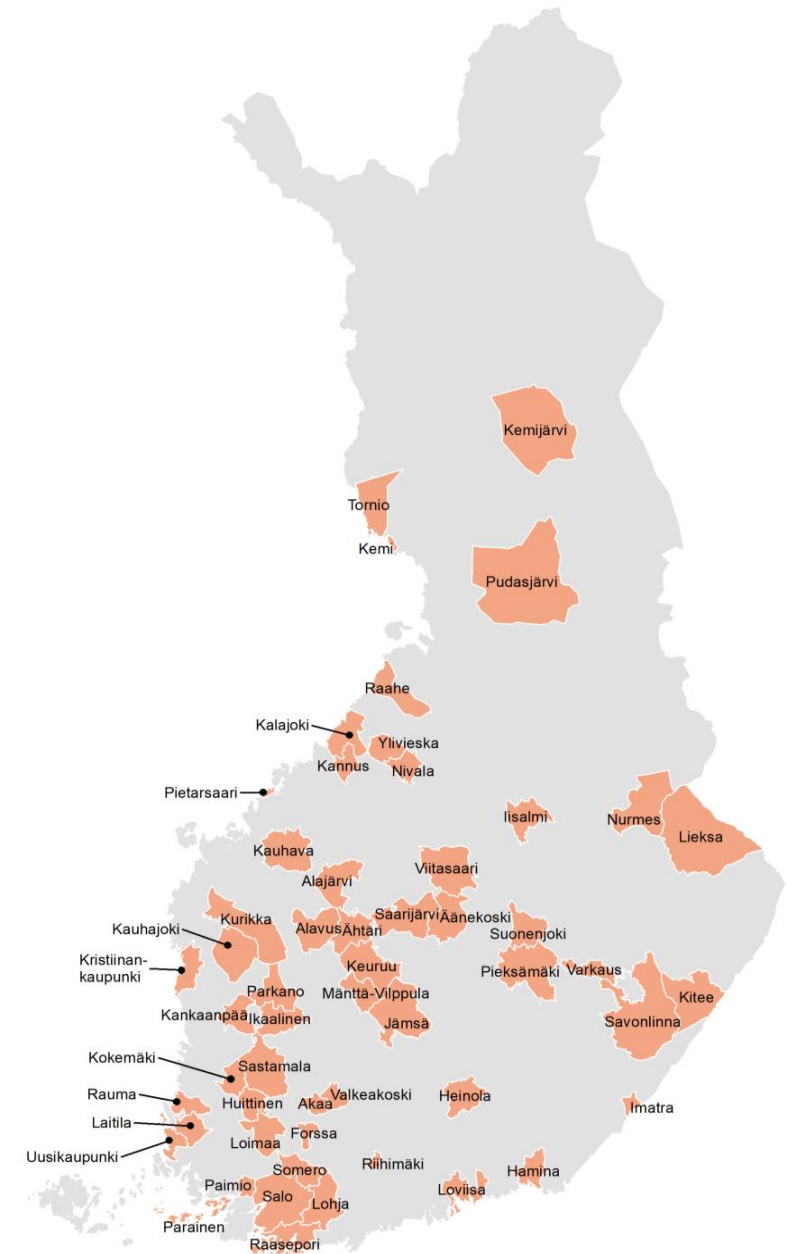 Kemijärvi
Tornio
Kemi
Pudasjärvi
Raahe
Kalajoki
Ylivieska
Kannus
Nivala
Pietarsaari
Iisalmi
Nurmes
Lieksa
Kauhava
Viitasaari
Alajärvi
Kurikka
Saarijärvi
Äänekoski
Kauhajoki
Alavus
Ähtäri
Suonenjoki
Kristiinan-
kaupunki
Keuruu
Pieksämäki
Varkaus
Parkano
Mänttä-Vilppula
Kitee
Kankaanpää
Ikaalinen
Jämsä
Savonlinna
Kokemäki
Sastamala
Rauma
Huittinen
Akaa
Valkeakoski
Heinola
Imatra
Laitila
Loimaa
Forssa
Uusikaupunki
Somero
Riihimäki
Hamina
Paimio
Salo
Lohja
Loviisa
Parainen
Raasepori